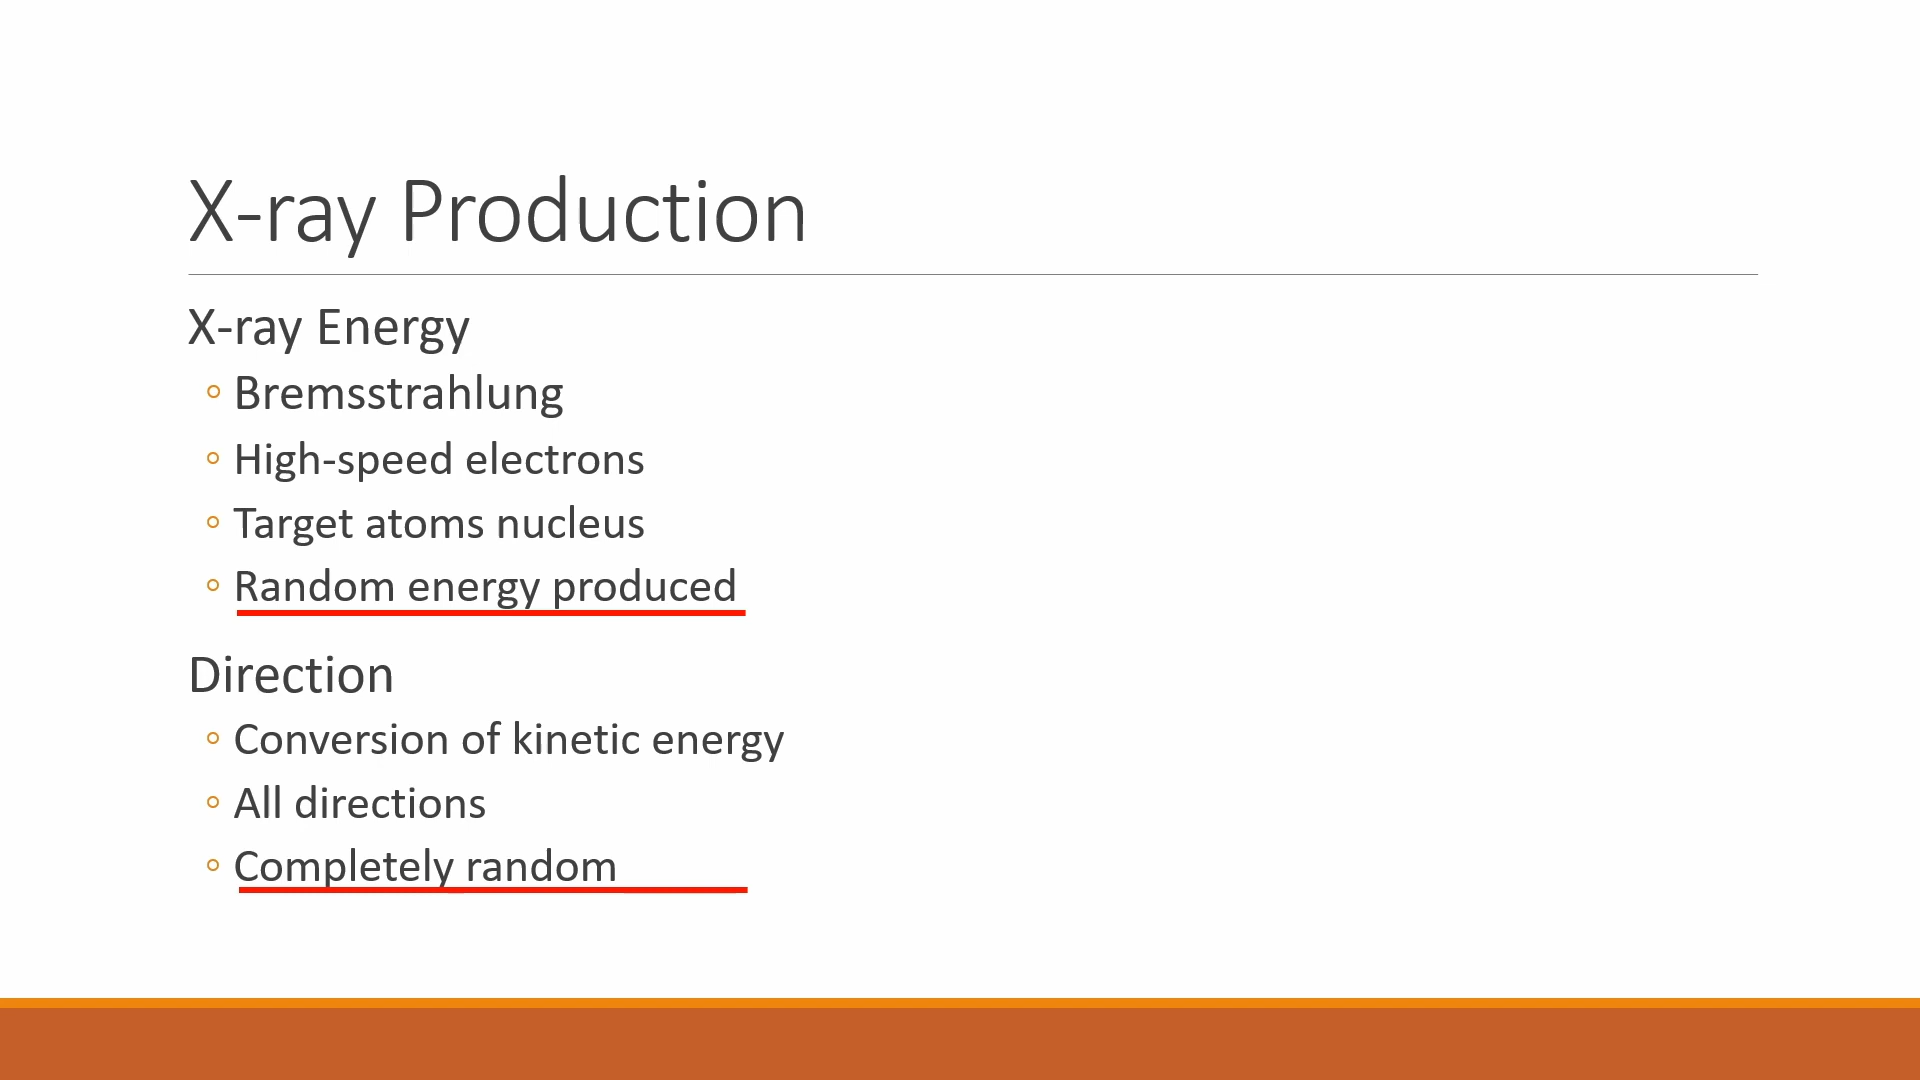 X-ray Production
X-ray Energy
Bremsstrahlung
High-speed electrons
Target atoms nucleus
Random energy produced
Direction
Conversion of kinetic energy
All directions
Completely random